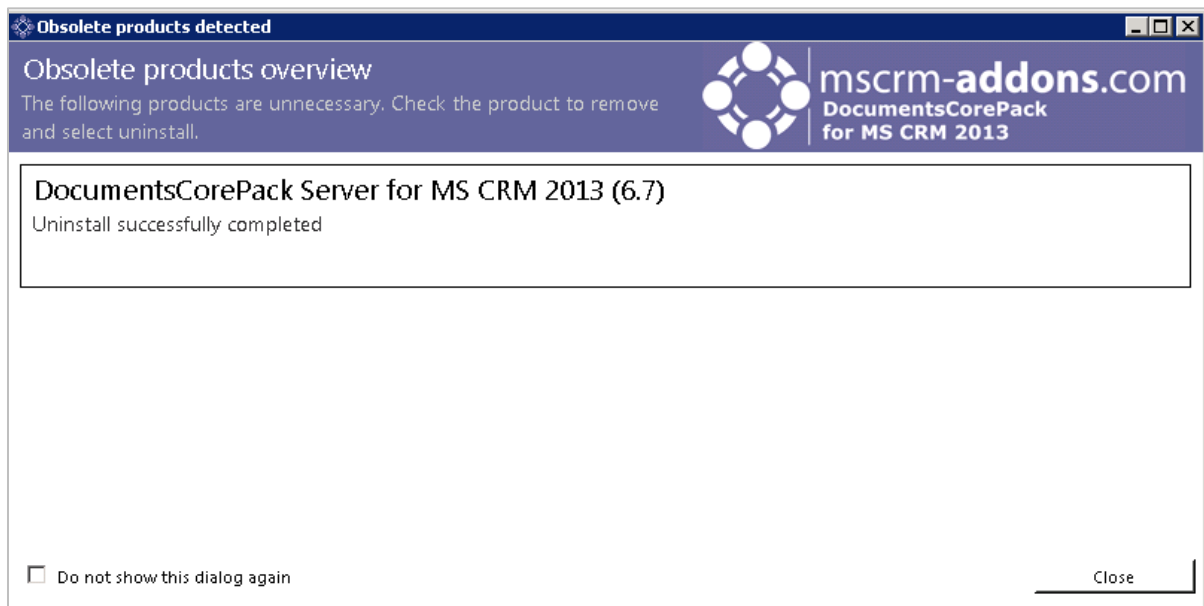 Obsolete products detected
Obsolete products overview
The following products are unnecessary. Check the product to remove
and select uninstall.
mscrm-addons.com
DocumentsCorePack
for MS CRM 2013
DocumentsCorePack Server for MS CRM 2013 (6.7)
Uninstall successfully completed
Do not show this dialog again
Close